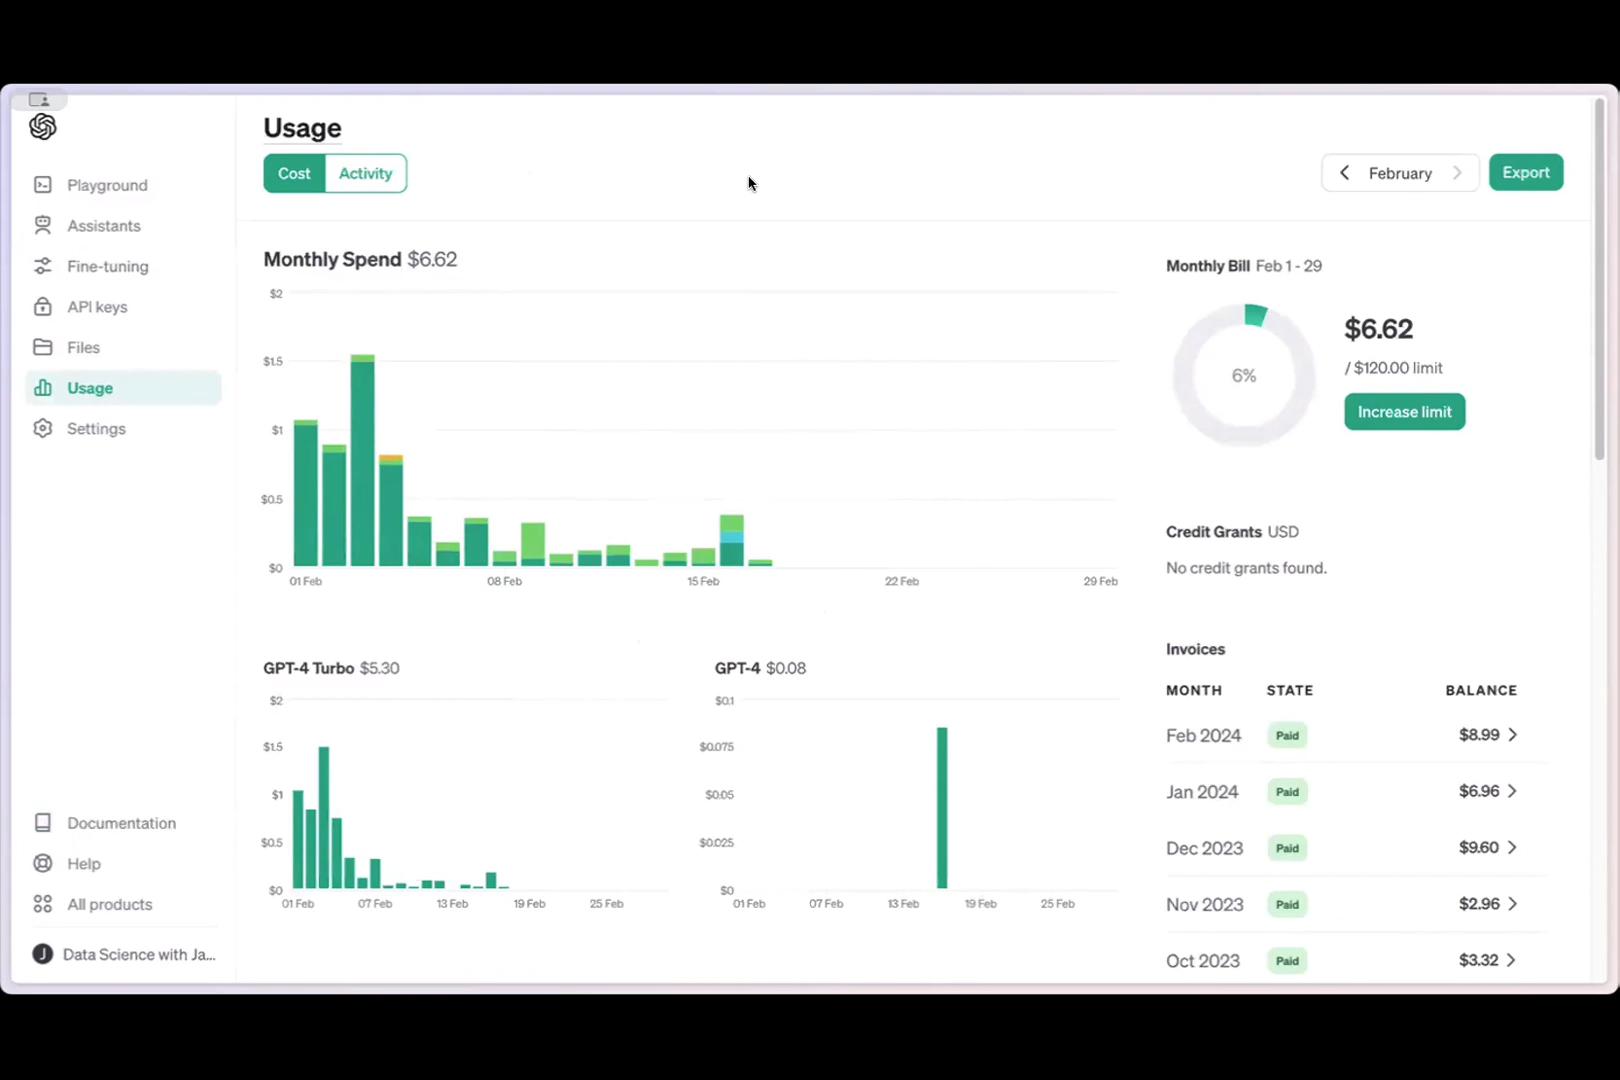 Usage
Cost Activity
February
Export
Playground
Assistants
Fine-tuning
API keys
Files
Usage
Settings
Documentation
Help
All products
J Data Science with Ja...
Monthly Spend $6.62
$2
$1.5
$1
$0.5
$0
01 Feb 08 Feb 15 Feb 22 Feb 29 Feb
GPT-4 Turbo $5.30
$2
$1.5
$1
$0.5
$0
01 Feb 07 Feb 13 Feb 19 Feb 25 Feb
GPT-4 $0.08
$0.1
$0.075
$0.05
$0.025
$0
01 Feb 07 Feb 13 Feb 19 Feb 25 Feb
Monthly Bill Feb 1 - 29
6%
$6.62
/ $120.00 limit
Increase limit
Credit Grants USD
No credit grants found.
Invoices
MONTH STATE BALANCE
Feb 2024 Paid $8.99
Jan 2024 Paid $6.96
Dec 2023 Paid $9.60
Nov 2023 Paid $2.96
Oct 2023 Paid $3.32